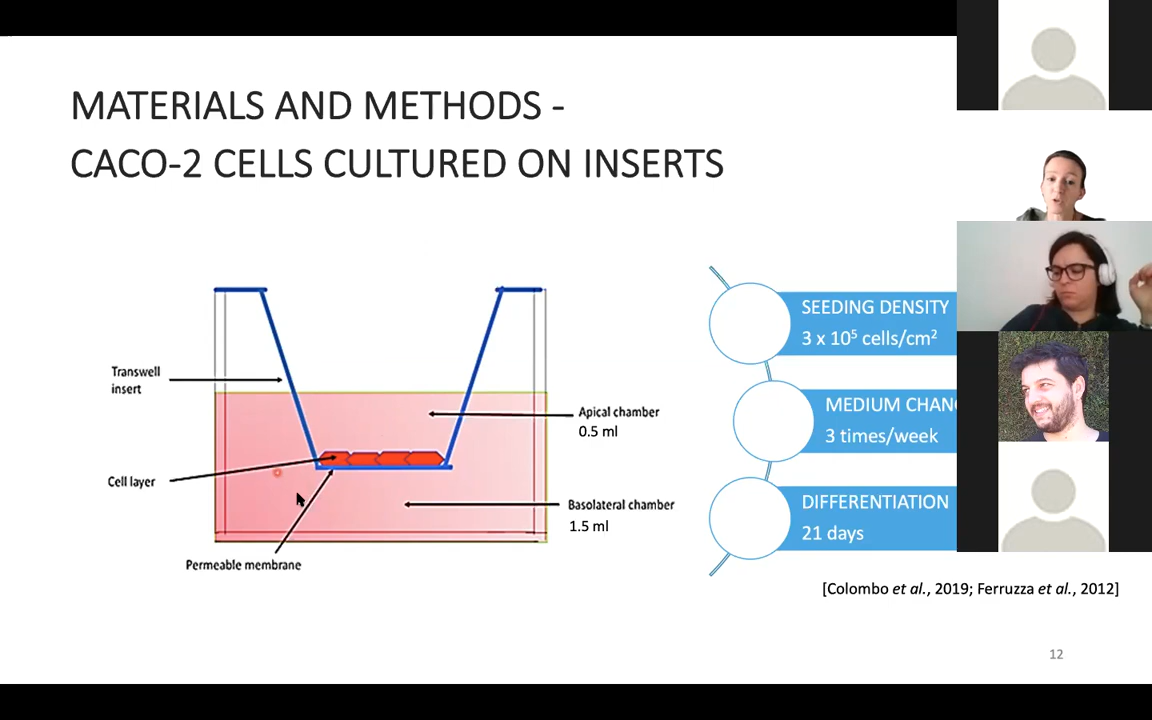 MATERIALS AND METHODS -
CACO-2 CELLS CULTURED ON INSERTS
Transwell
insert
Apical chamber
0.5 ml
Cell layer
Basolateral chamber
1.5 ml
Permeable membrane
SEEDING DENSITY
3 x 10⁵ cells/cm²
MEDIUM CHAN
3 times/week
DIFFERENTIATION
21 days
[Colombo et al., 2019; Ferruzza et al., 2012]
12